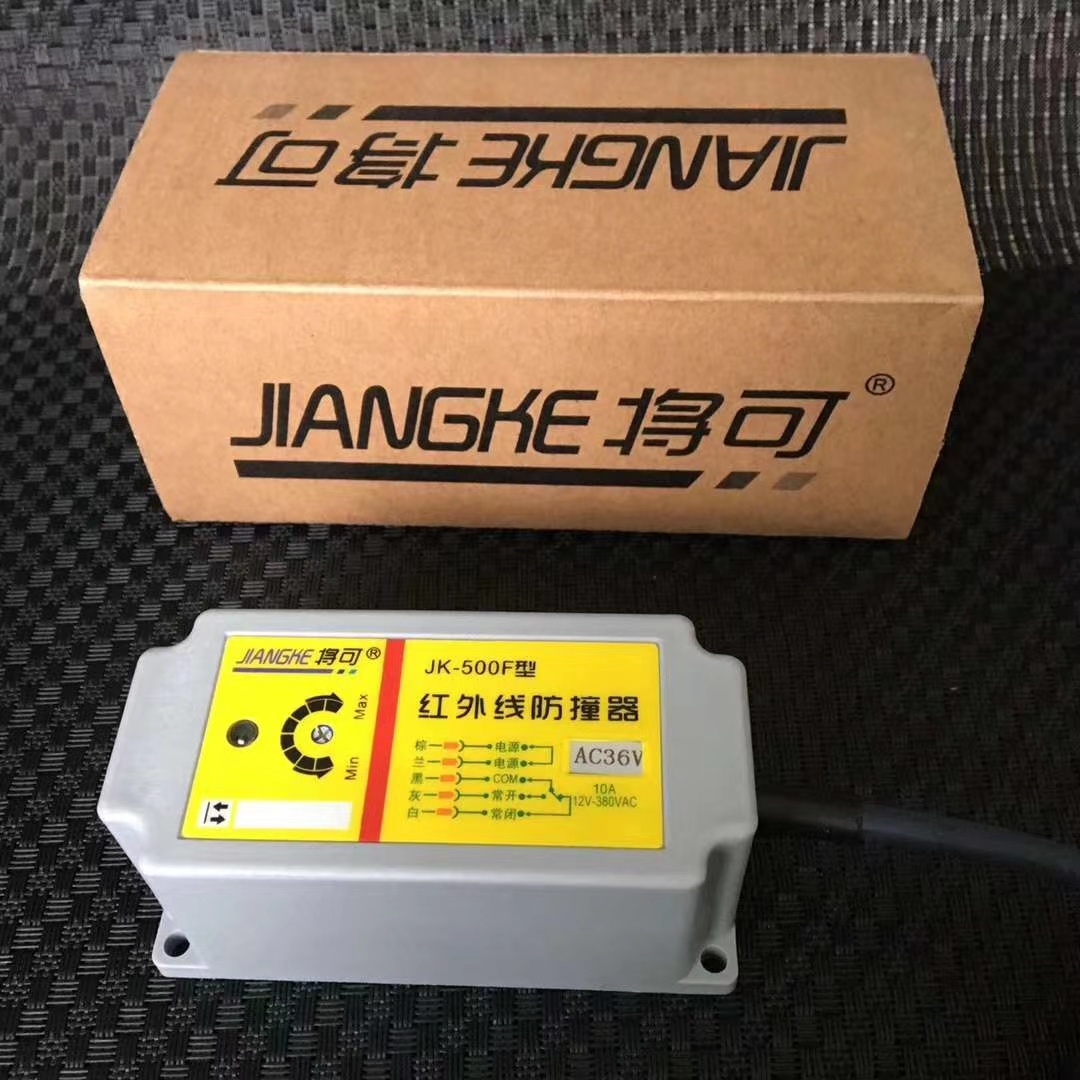 JIANGKE 将可
JIANGKE 将可®
JIANGKE 将可®
Max
Min
JK-500F型
红外线防撞器
棕 电源
兰 电源
AC36V
黑 COM
灰 常开
白 常闭
10A
12V-380VAC